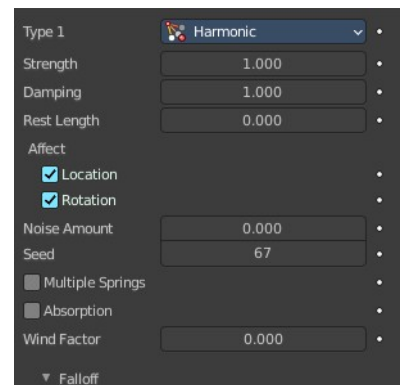 Type 1 Harmonic
Strength 1.000
Damping 1.000
Rest Length 0.000
Affect
Location
Rotation
Noise Amount 0.000
Seed 67
Multiple Springs
Absorption
Wind Factor 0.000
Falloff